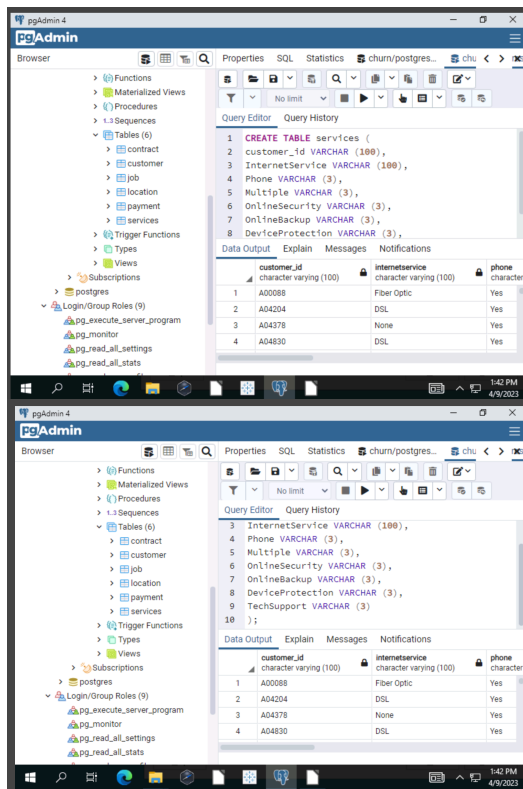 pgAdmin 4
pgAdmin
Browser
Properties SQL Statistics churn/postgres... chu
(i) Functions
Materialized Views
() Procedures
1..3 Sequences
Tables (6)
contract
customer
job
location
payment
services
Trigger Functions
Types
Views
Subscriptions
postgres
Login/Group Roles (9)
pg_execute_server_program
pg_monitor
pg_read_all_settings
pg_read_all_stats
No limit
Query Editor Query History
1 CREATE TABLE services (
2 customer_id VARCHAR (100),
3 InternetService VARCHAR (100),
4 Phone VARCHAR (3),
5 Multiple VARCHAR (3),
6 OnlineSecurity VARCHAR (3),
7 OnlineBackup VARCHAR (3),
8 DeviceProtection VARCHAR (3),
Data Output Explain Messages Notifications
customer_id internetservice phone
character varying (100) character varying (100) character
1 A00088 Fiber Optic Yes
2 A04204 DSL Yes
3 A04378 None Yes
4 A04830 DSL Yes
1:42 PM
4/9/2023
pgAdmin 4
pgAdmin
Browser
Properties SQL Statistics churn/postgres... chu
(i) Functions
Materialized Views
() Procedures
1..3 Sequences
Tables (6)
contract
customer
job
location
payment
services
Trigger Functions
Types
Views
Subscriptions
postgres
Login/Group Roles (9)
pg_execute_server_program
pg_monitor
pg_read_all_settings
pg_read_all_stats
No limit
Query Editor Query History
3 InternetService VARCHAR (100),
4 Phone VARCHAR (3),
5 Multiple VARCHAR (3),
6 OnlineSecurity VARCHAR (3),
7 OnlineBackup VARCHAR (3),
8 DeviceProtection VARCHAR (3),
9 TechSupport VARCHAR (3)
10 );
Data Output Explain Messages Notifications
customer_id internetservice phone
character varying (100) character varying (100) character
1 A00088 Fiber Optic Yes
2 A04204 DSL Yes
3 A04378 None Yes
4 A04830 DSL Yes
1:42 PM
4/9/2023